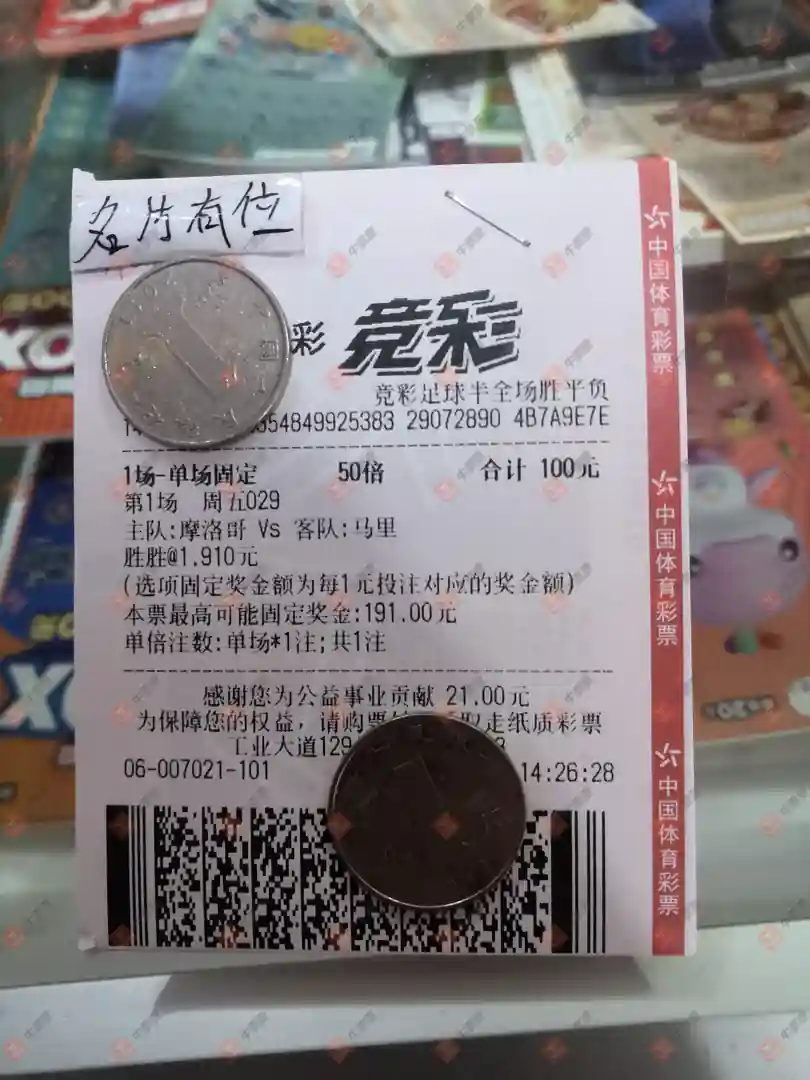 名片有位
彩 竞彩
竞彩足球半全场胜平负
54849925383 29072890 4B7A9E7E
1场-单场固定 50倍 合计 100元
第1场 周五029
主队:摩洛哥 Vs 客队:马里
胜胜@1.910元
(选项固定奖金额为每1元投注对应的奖金额)
本票最高可能固定奖金:191.00元
单倍注数:单场*1注;共1注
感谢您为公益事业贡献 21.00元
为保障您的权益,请购票 取走纸质彩票
工业大道129
06-007021-101 14:26:28
中国体育彩票
中国体育彩票
中国体育彩票